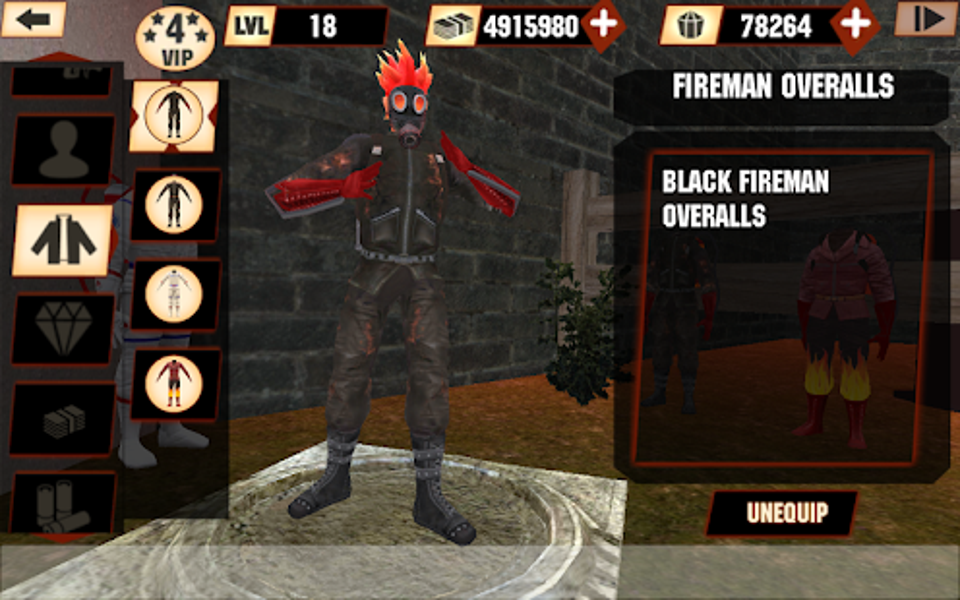 4
VIP
LVL
18
4915980
78264
FIREMAN OVERALLS
BLACK FIREMAN
OVERALLS
UNEQUIP